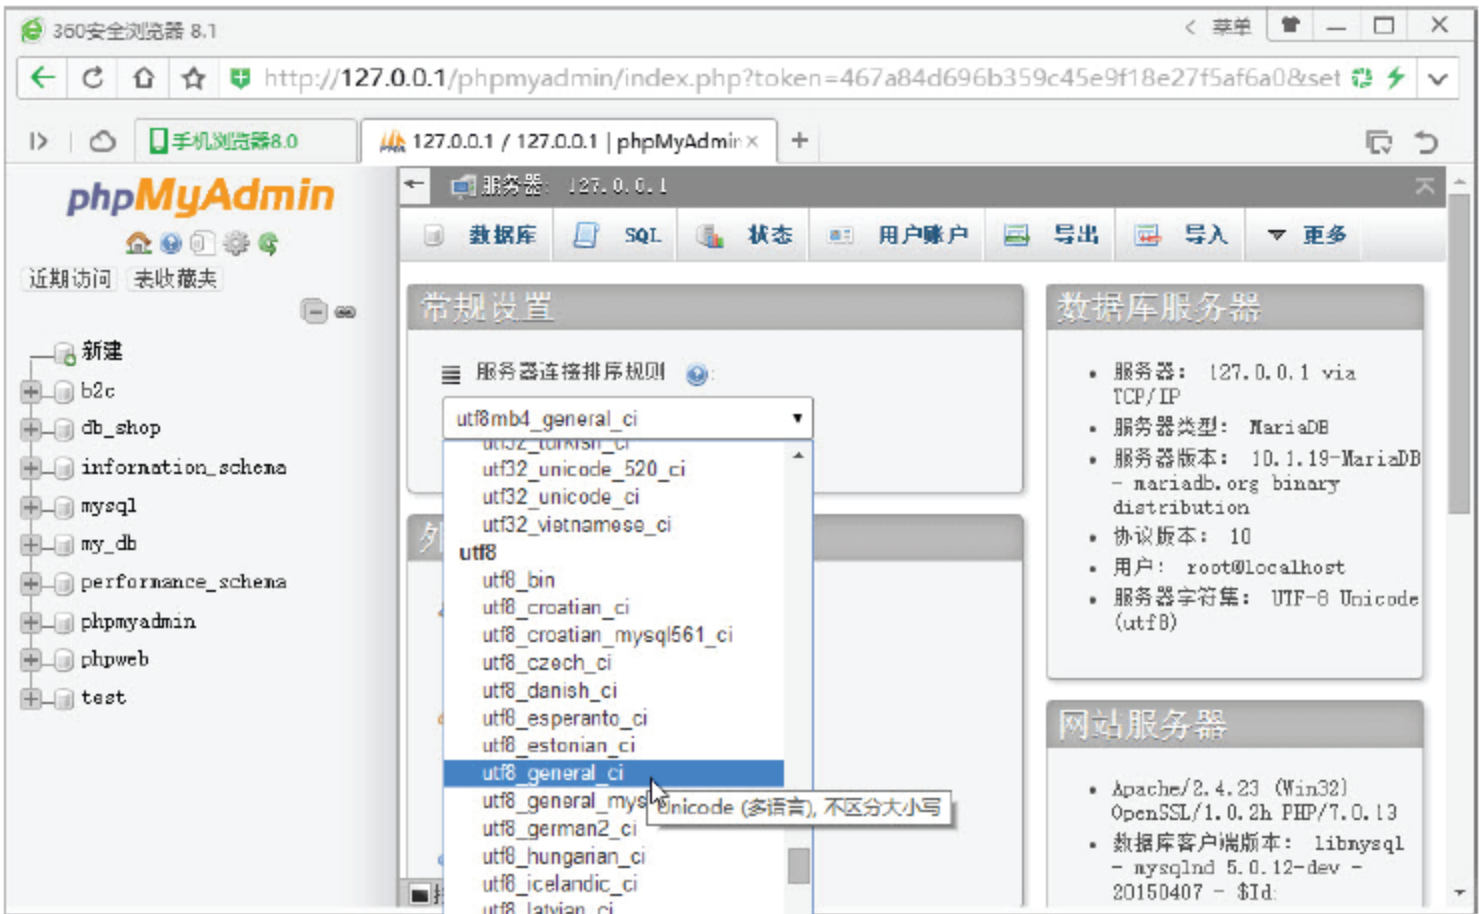 360安全浏览器 8.1
菜单
http://127.0.0.1/phpmyadmin/index.php?token=467a84d696b359c45e9f18e27f5af6a0&set
手机浏览器8.0
127.0.0.1 / 127.0.0.1 | phpMyAdmin
phpMyAdmin
近期访问 表收藏夹
新建
b2c
db_shop
information_schema
mysql
my_db
performance_schema
phpmyadmin
phpweb
test
服务器: 127.0.0.1
数据库 SQL 状态 用户账户 导出 导入 更多
常规设置
服务器连接排序规则 :
utf8mb4_general_ci
utf32_turkish_ci
utf32_unicode_520_ci
utf32_unicode_ci
utf32_vietnamese_ci
utf8
utf8_bin
utf8_croatian_ci
utf8_croatian_mysql561_ci
utf8_czech_ci
utf8_danish_ci
utf8_esperanto_ci
utf8_estonian_ci
utf8_general_ci
utf8_general_mys
Unicode (多语言), 不区分大小写
utf8_german2_ci
utf8_hungarian_ci
utf8_icelandic_ci
utf8_latvian_ci
数据库服务器
服务器: 127.0.0.1 via
TCP/IP
服务器类型: MariaDB
服务器版本: 10.1.19-MariaDB
- mariadb.org binary
distribution
协议版本: 10
用户: root@localhost
服务器字符集: UTF-8 Unicode
(utf8)
网站服务器
Apache/2.4.23 (Win32)
OpenSSL/1.0.2h PHP/7.0.13
数据库客户端版本: libmysql
- mysqlnd 5.0.12-dev -
20150407 - $Id: